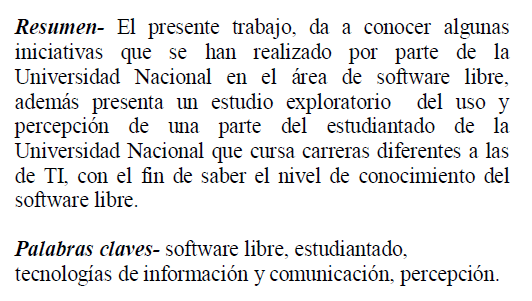 Resumen- El presente trabajo, da a conocer algunas
iniciativas que se han realizado por parte de la
Universidad Nacional en el área de software libre,
además presenta un estudio exploratorio del uso y
percepción de una parte del estudiantado de la
Universidad Nacional que cursa carreras diferentes a las
de TI, con el fin de saber el nivel de conocimiento del
software libre.

Palabras claves- software libre, estudiantado,
tecnologías de información y comunicación, percepción.